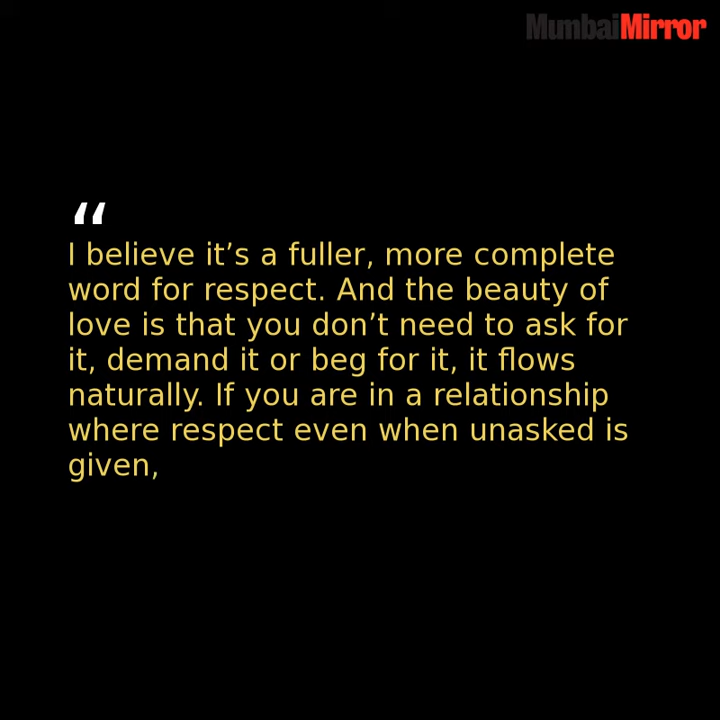 MumbaiMirror
“
I believe it’s a fuller, more complete
word for respect. And the beauty of
love is that you don’t need to ask for
it, demand it or beg for it, it flows
naturally. If you are in a relationship
where respect even when unasked is
given,